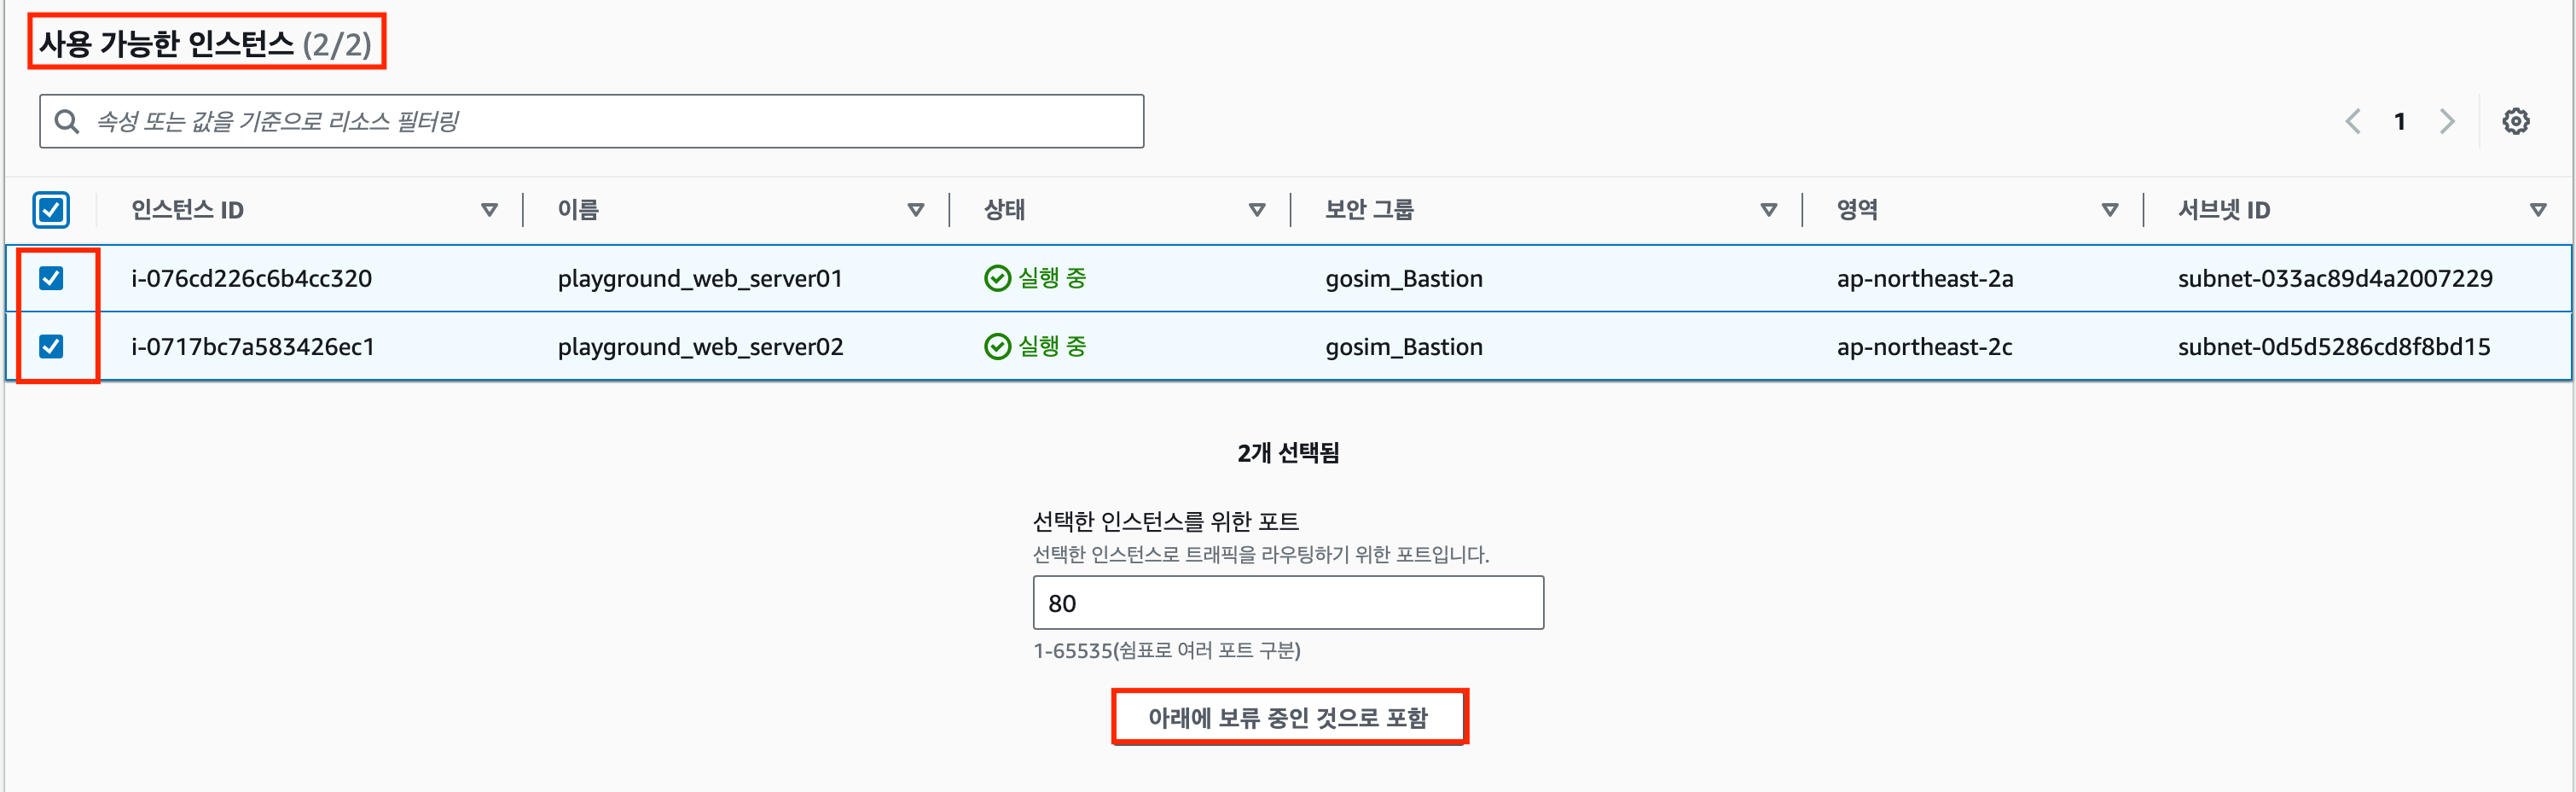 사용 가능한 인스턴스 (2/2)
속성 또는 값을 기준으로 리소스 필터링
1
인스턴스 ID 이름 상태 보안 그룹 영역 서브넷 ID
i-076cd226c6b4cc320 playground_web_server01 실행 중 gosim_Bastion ap-northeast-2a subnet-033ac89d4a2007229
i-0717bc7a583426ec1 playground_web_server02 실행 중 gosim_Bastion ap-northeast-2c subnet-0d5d5286cd8f8bd15
2개 선택됨
선택한 인스턴스를 위한 포트
선택한 인스턴스로 트래픽을 라우팅하기 위한 포트입니다.
80
1-65535(쉼표로 여러 포트 구분)
아래에 보류 중인 것으로 포함